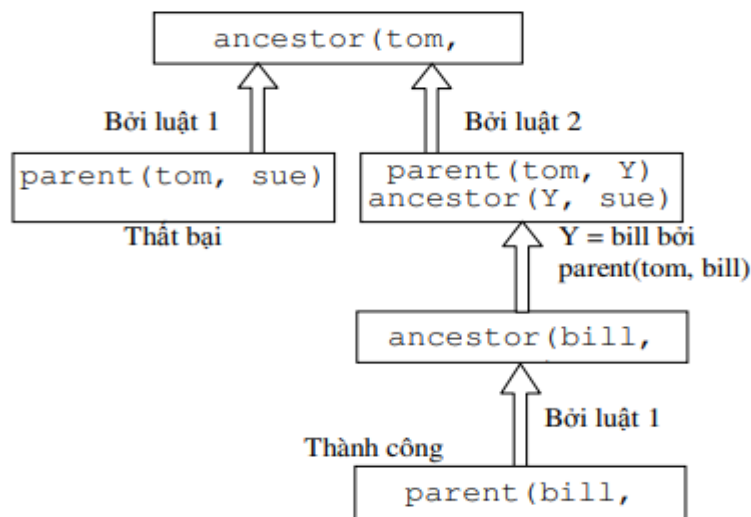 ancestor(tom,
Bởi luật 1
Bởi luật 2
parent(tom, sue)
Thất bại
parent(tom, Y)
ancestor(Y, sue)
Y = bill bởi
parent(tom, bill)
ancestor(bill,
Bởi luật 1
Thành công
parent(bill,